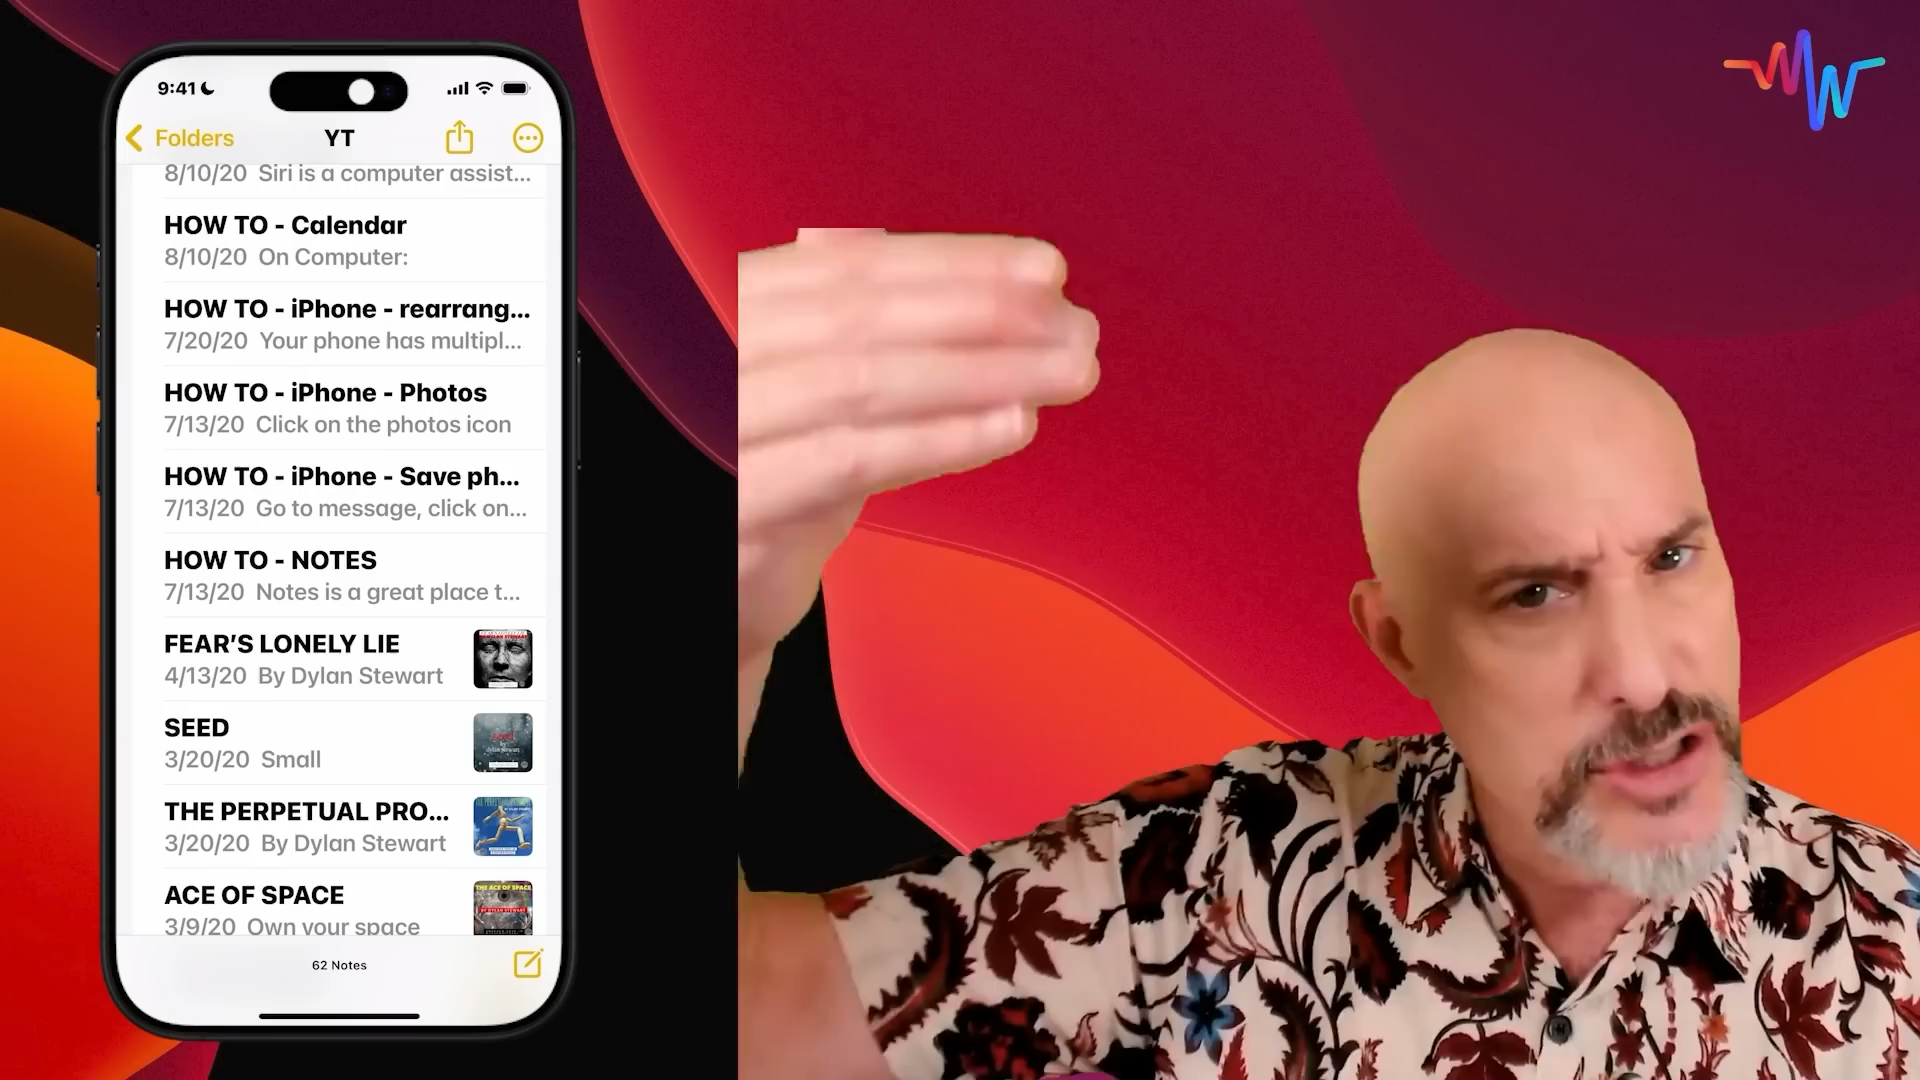 9:41
Folders
YT
8/10/20 Siri is a computer assist...
HOW TO - Calendar
8/10/20 On Computer:
HOW TO - iPhone - rearrang...
7/20/20 Your phone has multipl...
HOW TO - iPhone - Photos
7/13/20 Click on the photos icon
HOW TO - iPhone - Save ph...
7/13/20 Go to message, click on...
HOW TO - NOTES
7/13/20 Notes is a great place t...
FEAR’S LONELY LIE
4/13/20 By Dylan Stewart
SEED
3/20/20 Small
THE PERPETUAL PRO...
3/20/20 By Dylan Stewart
ACE OF SPACE
THE ACE OF SPACE
3/9/20 Own your space
62 Notes